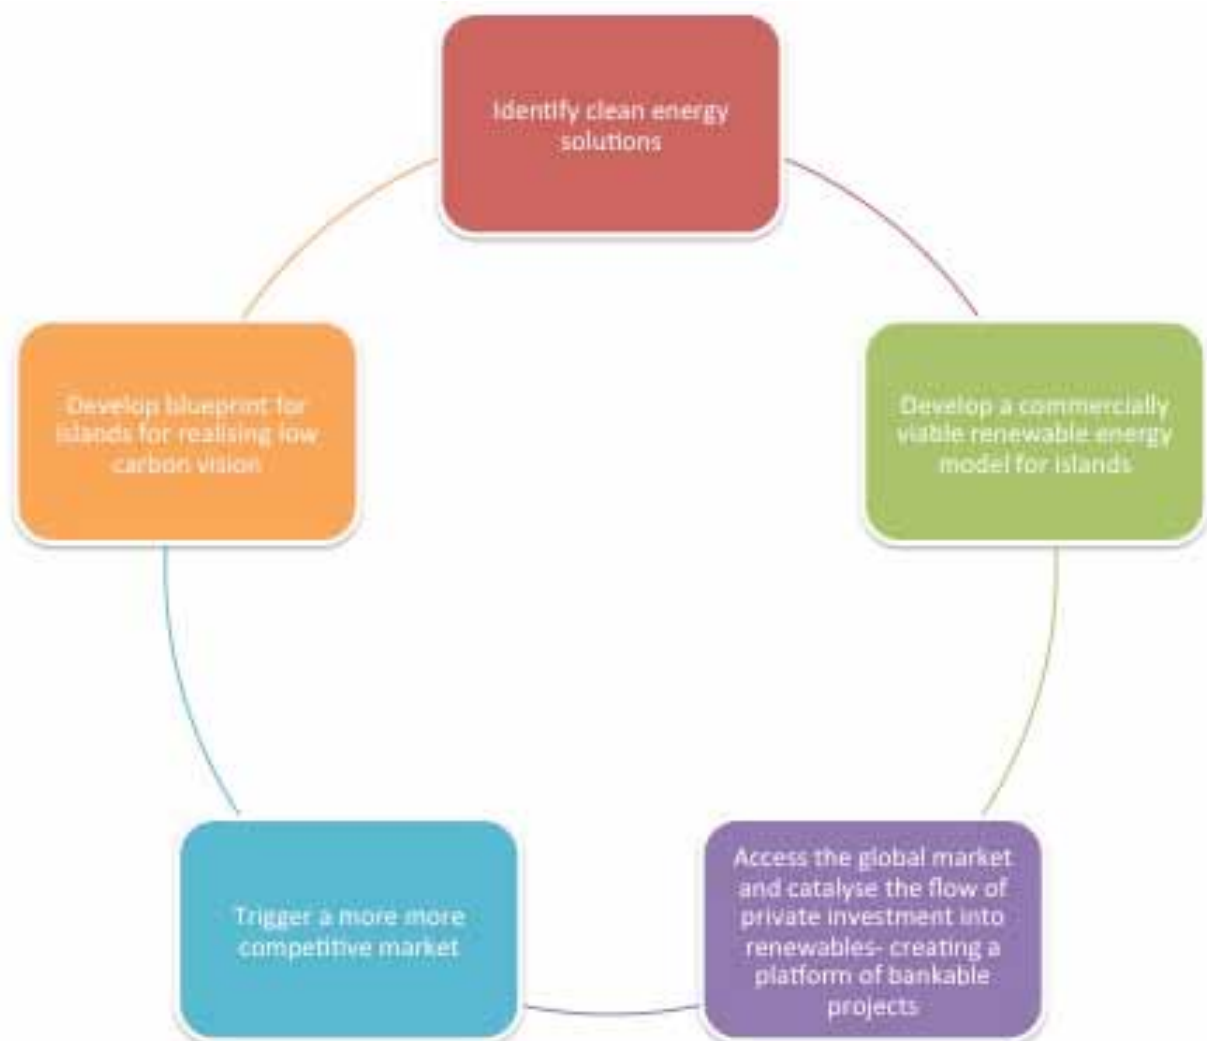 Identify clean energy
solutions
Develop a commercially
viable renewable energy
model for islands
Access the global market
and catalyse the flow of
private investment into
renewables- creating a
platform of bankable
projects
Trigger a more more
competitive market
Develop blueprint for
islands for realising low
carbon vision